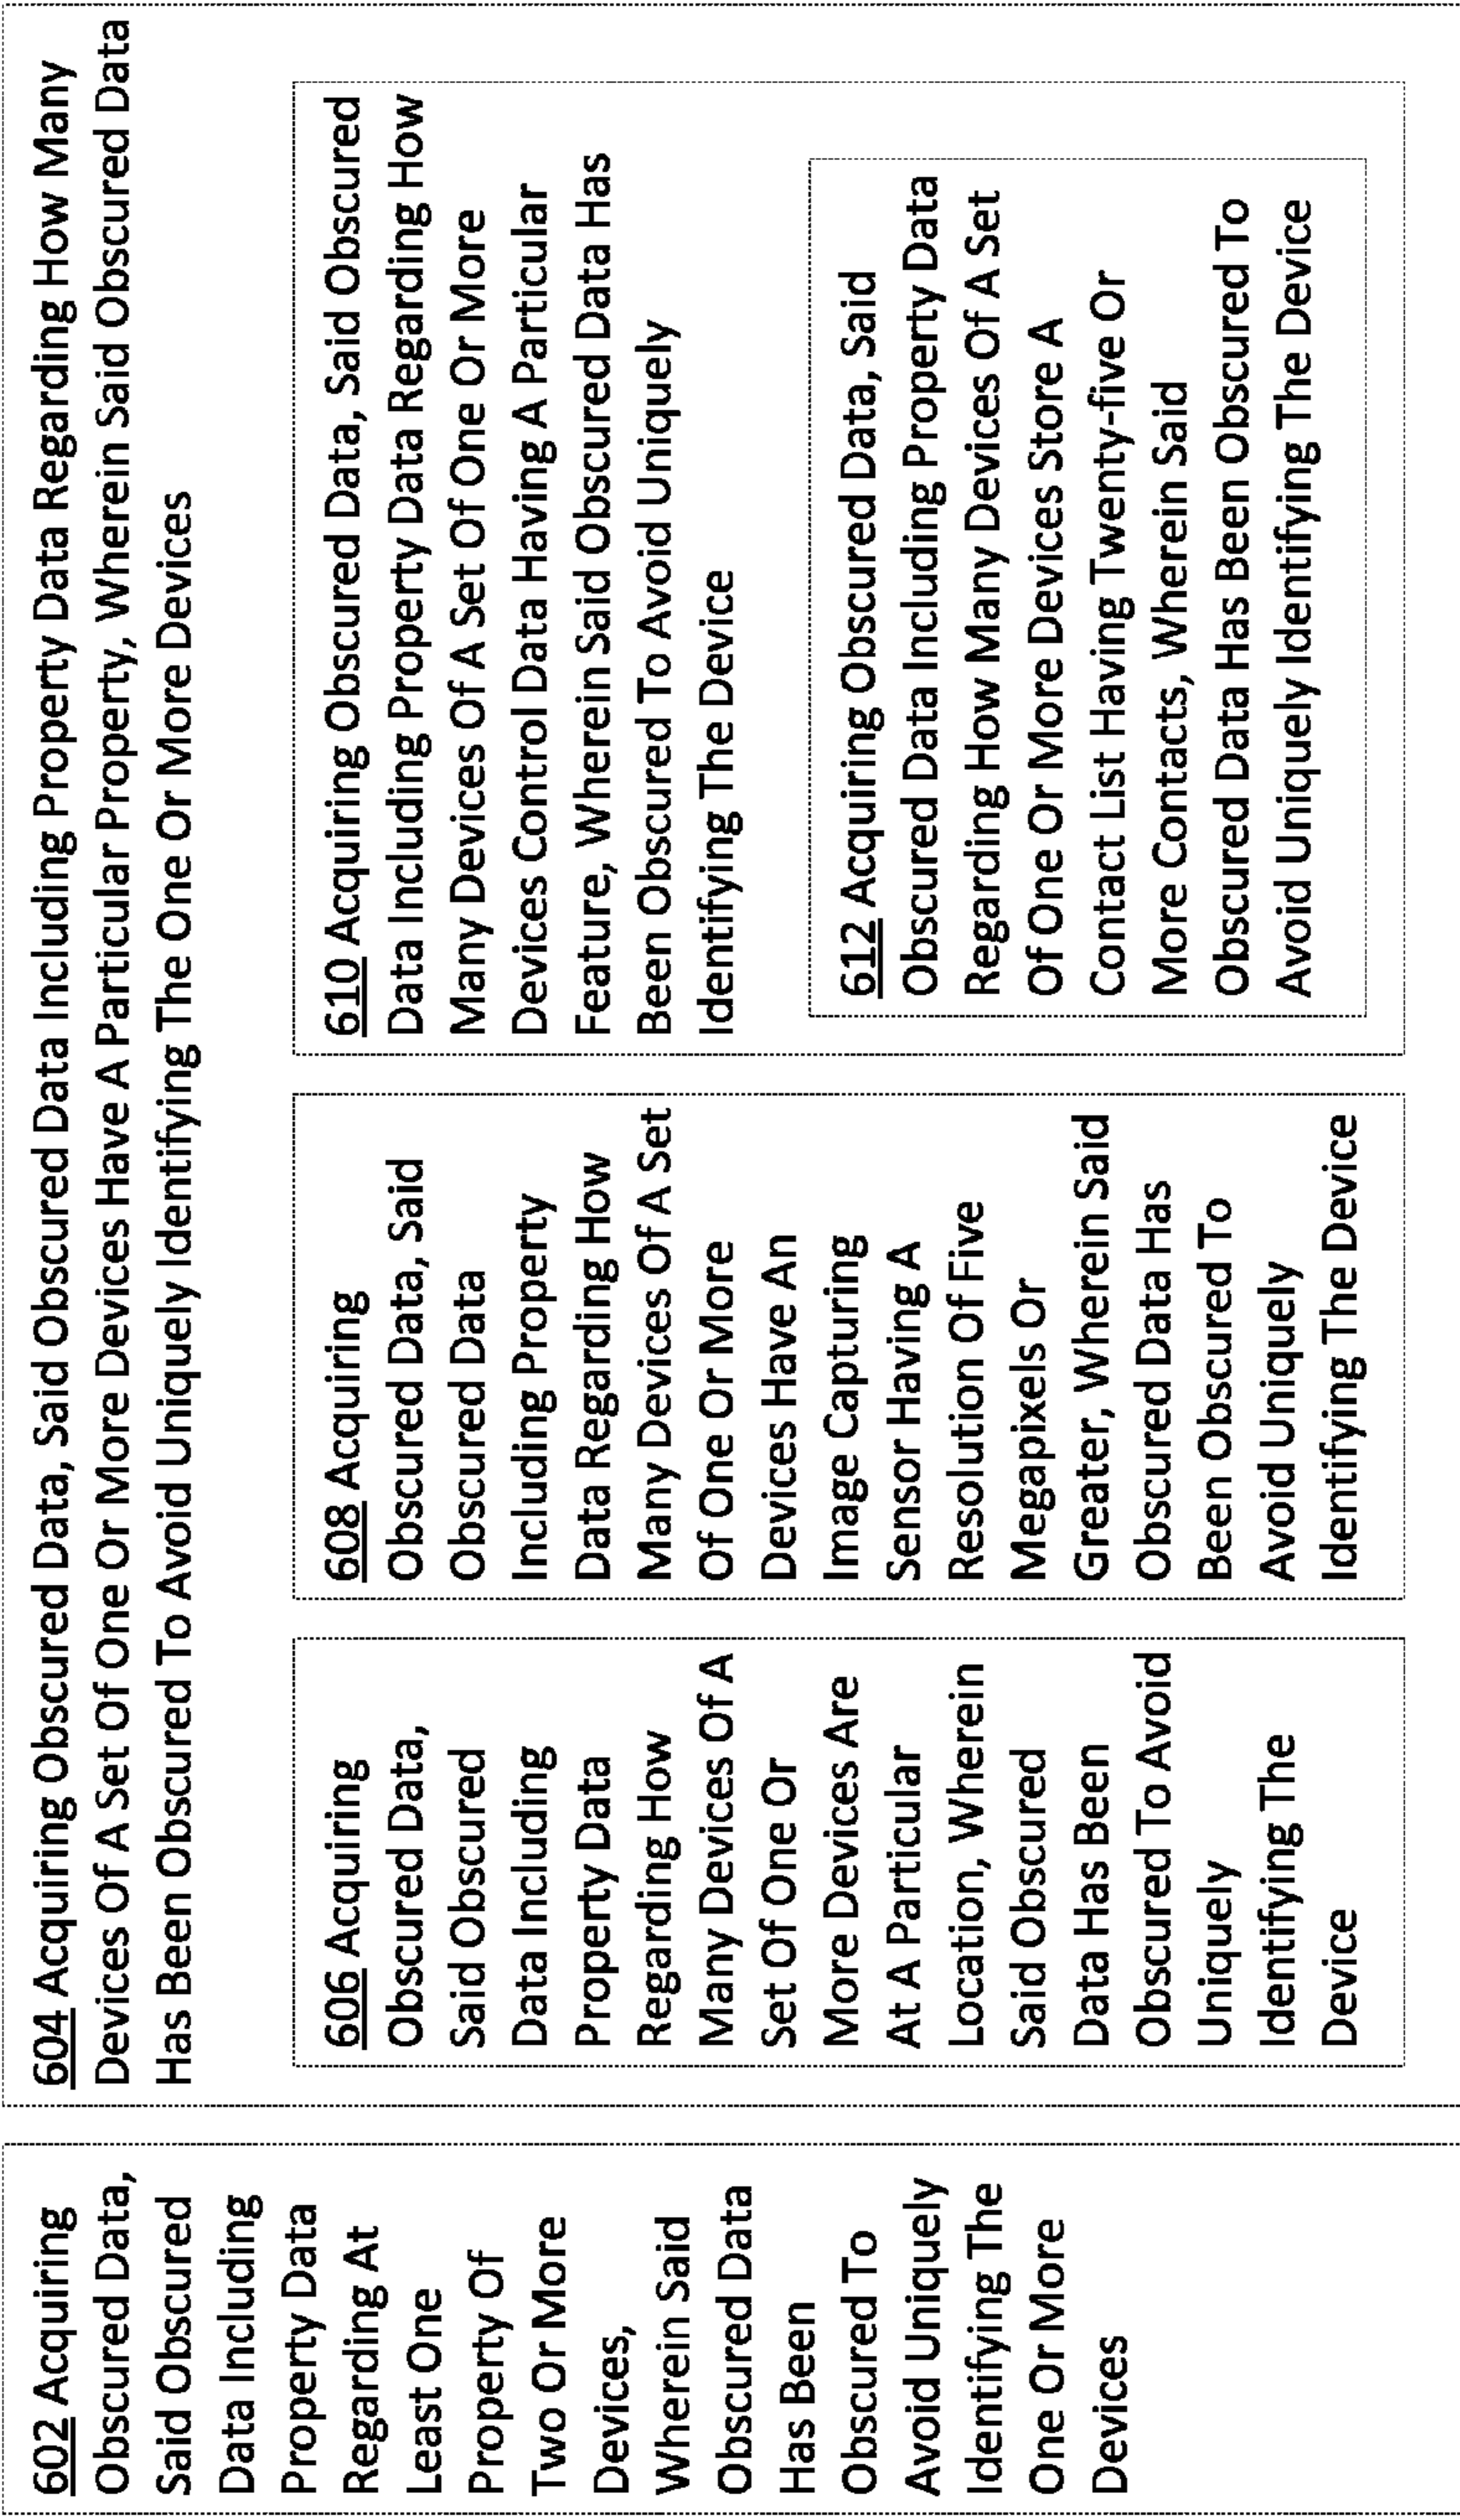 602 Acquiring
Obscured Data,
Said Obscured
Data Including
Property Data
Regarding At
Least One
Property Of
Two Or More
Devices,
Wherein Said
Obscured Data
Has Been
Obscured To
Avoid Uniquely
Identifying The
One Or More
Devices
604 Acquiring Obscured Data, Said Obscured Data Including Property Data Regarding How Many
Devices Of A Set Of One Or More Devices Have A Particular Property, Wherein Said Obscured Data
Has Been Obscured To Avoid Uniquely Identifying The One Or More Devices
606 Acquiring
Obscured Data,
Said Obscured
Data Including
Property Data
Regarding How
Many Devices Of A
Set Of One Or
More Devices Are
At A Particular
Location, Wherein
Said Obscured
Data Has Been
Obscured To Avoid
Uniquely
Identifying The
Device
608 Acquiring
Obscured Data, Said
Obscured Data
Including Property
Data Regarding How
Many Devices Of A Set
Of One Or More
Devices Have An
Image Capturing
Sensor Having A
Resolution Of Five
Megapixels Or
Greater, Wherein Said
Obscured Data Has
Been Obscured To
Avoid Uniquely
Identifying The Device
610 Acquiring Obscured Data, Said Obscured
Data Including Property Data Regarding How
Many Devices Of A Set Of One Or More
Devices Control Data Having A Particular
Feature, Wherein Said Obscured Data Has
Been Obscured To Avoid Uniquely
Identifying The Device
612 Acquiring Obscured Data, Said
Obscured Data Including Property Data
Regarding How Many Devices Of A Set
Of One Or More Devices Store A
Contact List Having Twenty-five Or
More Contacts, Wherein Said
Obscured Data Has Been Obscured To
Avoid Uniquely Identifying The Device